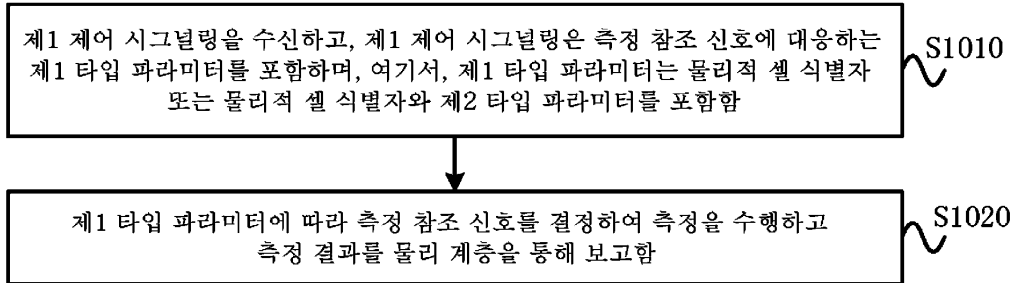 제1 제어 시그널링을 수신하고, 제1 제어 시그널링은 측정 참조 신호에 대응하는
제1 타입 파라미터를 포함하며, 여기서, 제1 타입 파라미터는 물리적 셀 식별자
또는 물리적 셀 식별자와 제2 타입 파라미터를 포함함
S1010
제1 타입 파라미터에 따라 측정 참조 신호를 결정하여 측정을 수행하고
측정 결과를 물리 계층을 통해 보고함
S1020